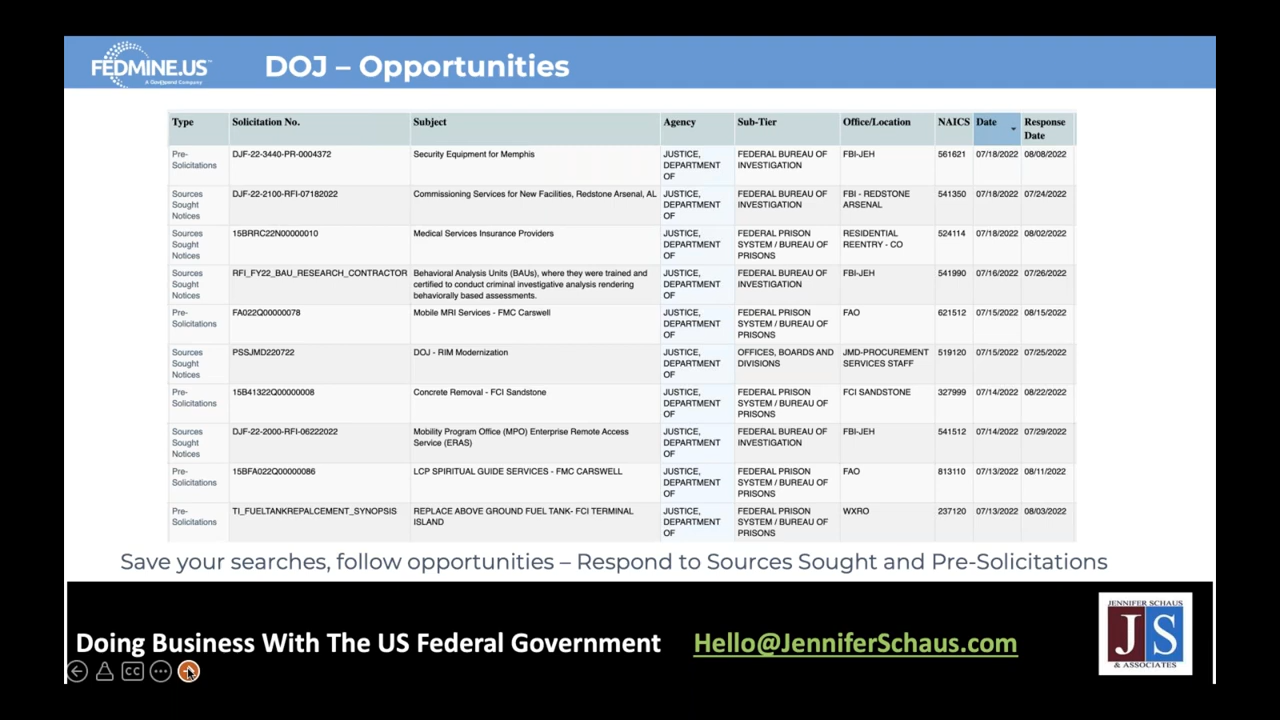 FEDMINE.US™
A GovSpend Company
DOJ – Opportunities
Type Solicitation No. Subject Agency Sub-Tier Office/Location NAICS Date Response
Date
Pre- DJF-22-3440-PR-0004372 Security Equipment for Memphis JUSTICE, FEDERAL BUREAU OF FBI-JEH 561621 07/18/2022 08/08/2022
Solicitations DEPARTMENT INVESTIGATION
OF
Sources DJF-22-2100-RFI-07182022 Commissioning Services for New Facilities, Redstone Arsenal, AL JUSTICE, FEDERAL BUREAU OF FBI - REDSTONE 541350 07/18/2022 07/24/2022
Sought DEPARTMENT INVESTIGATION ARSENAL
Notices OF
Sources 15BRRC22N00000010 Medical Services Insurance Providers JUSTICE, FEDERAL PRISON RESIDENTIAL 524114 07/18/2022 08/02/2022
Sought DEPARTMENT SYSTEM / BUREAU OF REENTRY - CO
Notices OF PRISONS
Sources RFI_FY22_BAU_RESEARCH_CONTRACTOR Behavioral Analysis Units (BAUs), where they were trained and JUSTICE, FEDERAL BUREAU OF FBI-JEH 541990 07/16/2022 07/26/2022
Sought certified to conduct criminal investigative analysis rendering DEPARTMENT INVESTIGATION
Notices behaviorally based assessments. OF
Pre- FA022Q00000078 Mobile MRI Services - FMC Carswell JUSTICE, FEDERAL PRISON FAO 621512 07/15/2022 08/15/2022
Solicitations DEPARTMENT SYSTEM / BUREAU OF
OF PRISONS
Sources PSSJMD220722 DOJ - RIM Modernization JUSTICE, OFFICES, BOARDS AND JMD-PROCUREMENT 519120 07/15/2022 07/25/2022
Sought DEPARTMENT DIVISIONS SERVICES STAFF
Notices OF
Pre- 15B41322Q00000008 Concrete Removal - FCI Sandstone JUSTICE, FEDERAL PRISON FCI SANDSTONE 327999 07/14/2022 08/22/2022
Solicitations DEPARTMENT SYSTEM / BUREAU OF
OF PRISONS
Sources DJF-22-2000-RFI-06222022 Mobility Program Office (MPO) Enterprise Remote Access JUSTICE, FEDERAL BUREAU OF FBI-JEH 541512 07/14/2022 07/29/2022
Sought Service (ERAS) DEPARTMENT INVESTIGATION
Notices OF
Pre- 15BFA022Q00000086 LCP SPIRITUAL GUIDE SERVICES - FMC CARSWELL JUSTICE, FEDERAL PRISON FAO 813110 07/13/2022 08/11/2022
Solicitations DEPARTMENT SYSTEM / BUREAU OF
OF PRISONS
Pre- TI_FUELTANKREPALCEMENT_SYNOPSIS REPLACE ABOVE GROUND FUEL TANK- FCI TERMINAL JUSTICE, FEDERAL PRISON WXRO 237120 07/13/2022 08/03/2022
Solicitations ISLAND DEPARTMENT SYSTEM / BUREAU OF
OF PRISONS
Save your searches, follow opportunities – Respond to Sources Sought and Pre-Solicitations
Doing Business With The US Federal Government Hello@JenniferSchaus.com
JENNIFER SCHAUS
JS
& ASSOCIATES
CC